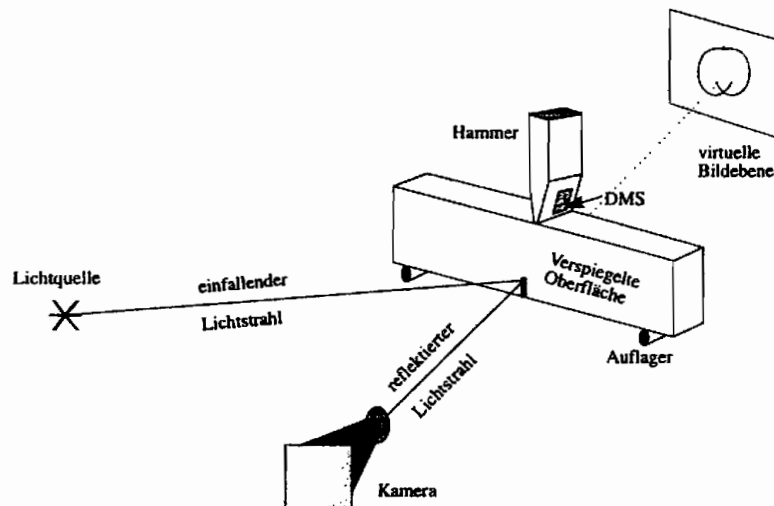 Hammer
virtuelle
Bildebene
DMS
Verspiegelte
Oberfläche
Lichtquelle
einfallender
Lichtstrahl
reflektierter
Lichtstrahl
Auflager
Kamera